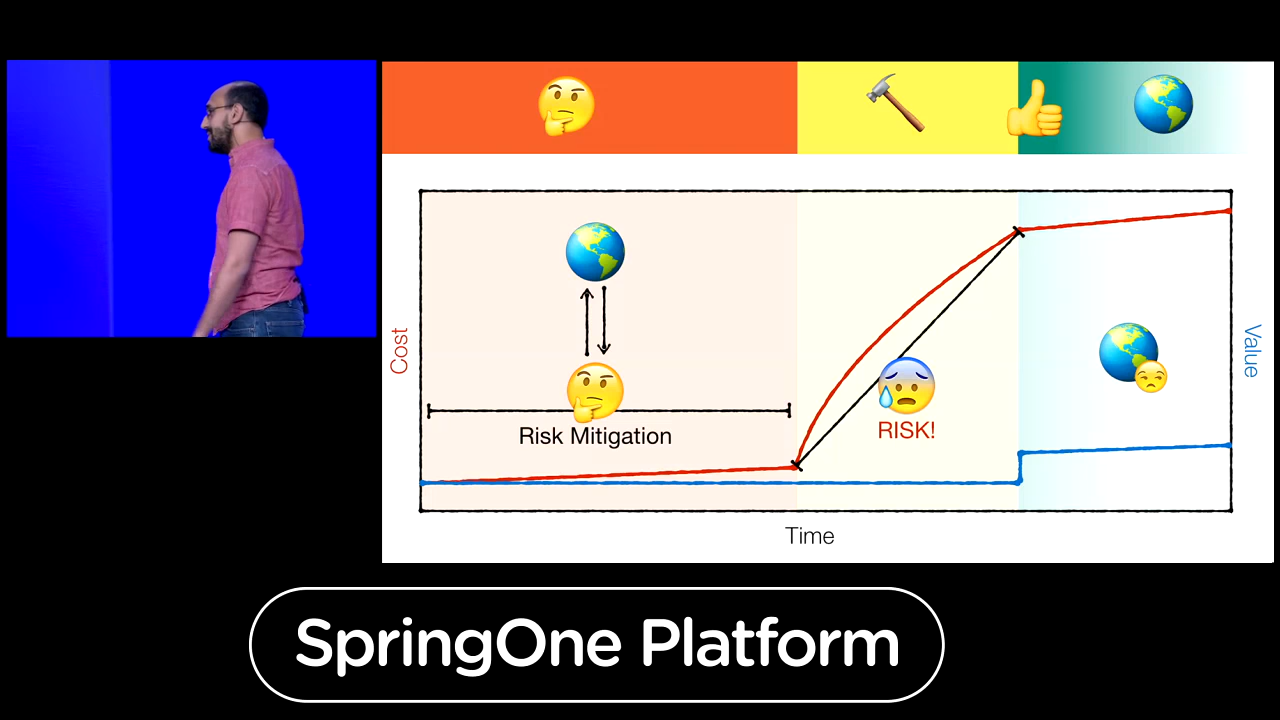 Cost
Risk Mitigation
RISK!
Value
Time
SpringOne Platform